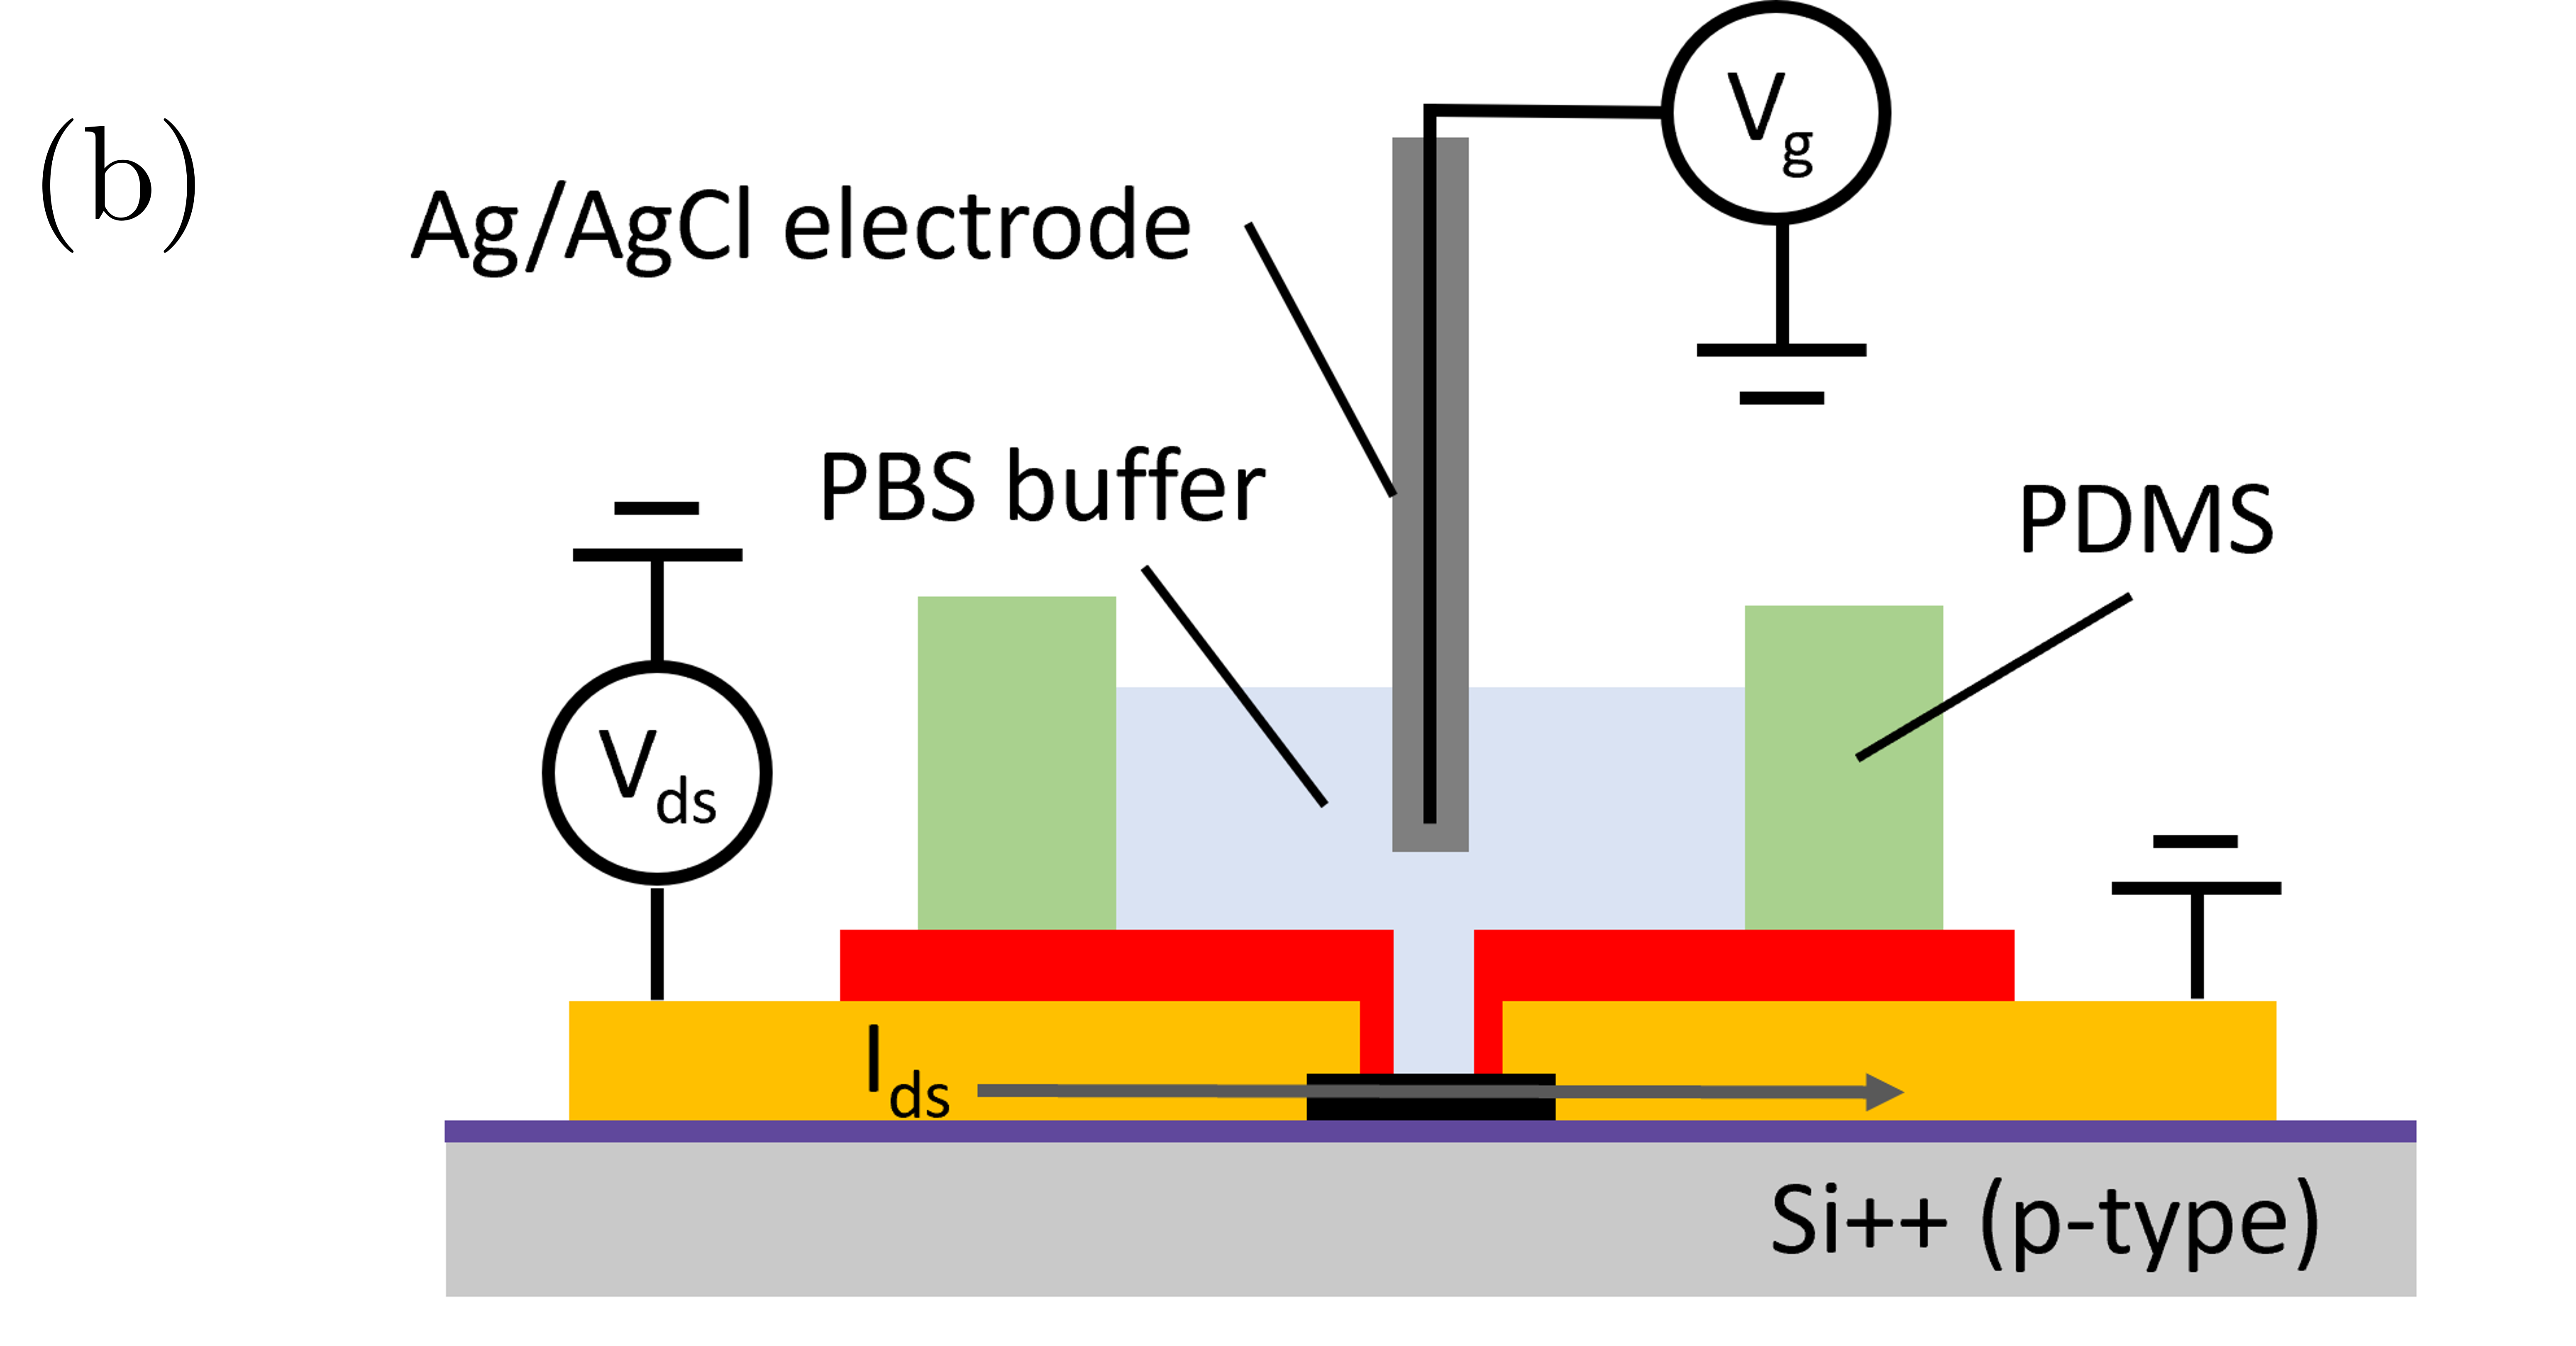 (b)
Vg
Ag/AgCl electrode
PBS buffer
PDMS
Vds
Ids
Si++ (p-type)